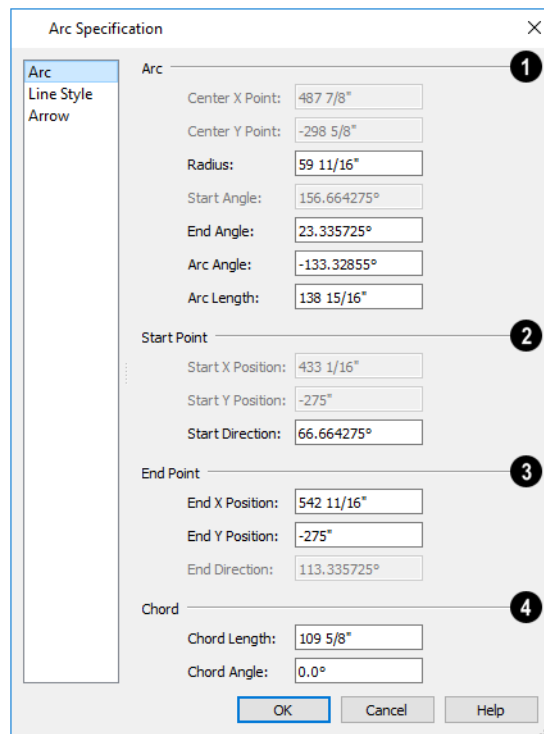 Arc Specification
Arc
Line Style
Arrow
Arc 1
Center X Point: 487 7/8"
Center Y Point: -298 5/8"
Radius: 59 11/16"
Start Angle: 156.664275°
End Angle: 23.335725°
Arc Angle: -133.32855°
Arc Length: 138 15/16"
Start Point 2
Start X Position: 433 1/16"
Start Y Position: -275"
Start Direction: 66.664275°
End Point 3
End X Position: 542 11/16"
End Y Position: -275"
End Direction: 113.335725°
Chord 4
Chord Length: 109 5/8"
Chord Angle: 0.0°
OK Cancel Help